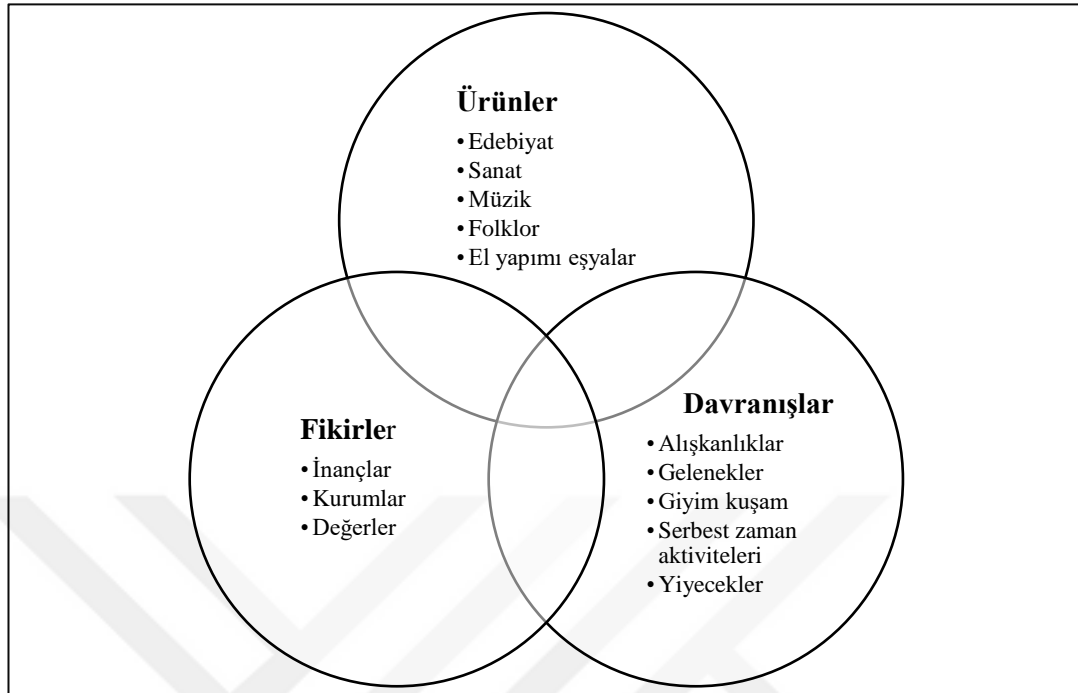 Ürünler
• Edebiyat
• Sanat
• Müzik
• Folklor
• El yapımı eşyalar
Fikirler
• İnançlar
• Kurumlar
• Değerler
Davranışlar
• Alışkanlıklar
• Gelenekler
• Giyim kuşam
• Serbest zaman
aktiviteleri
• Yiyecekler